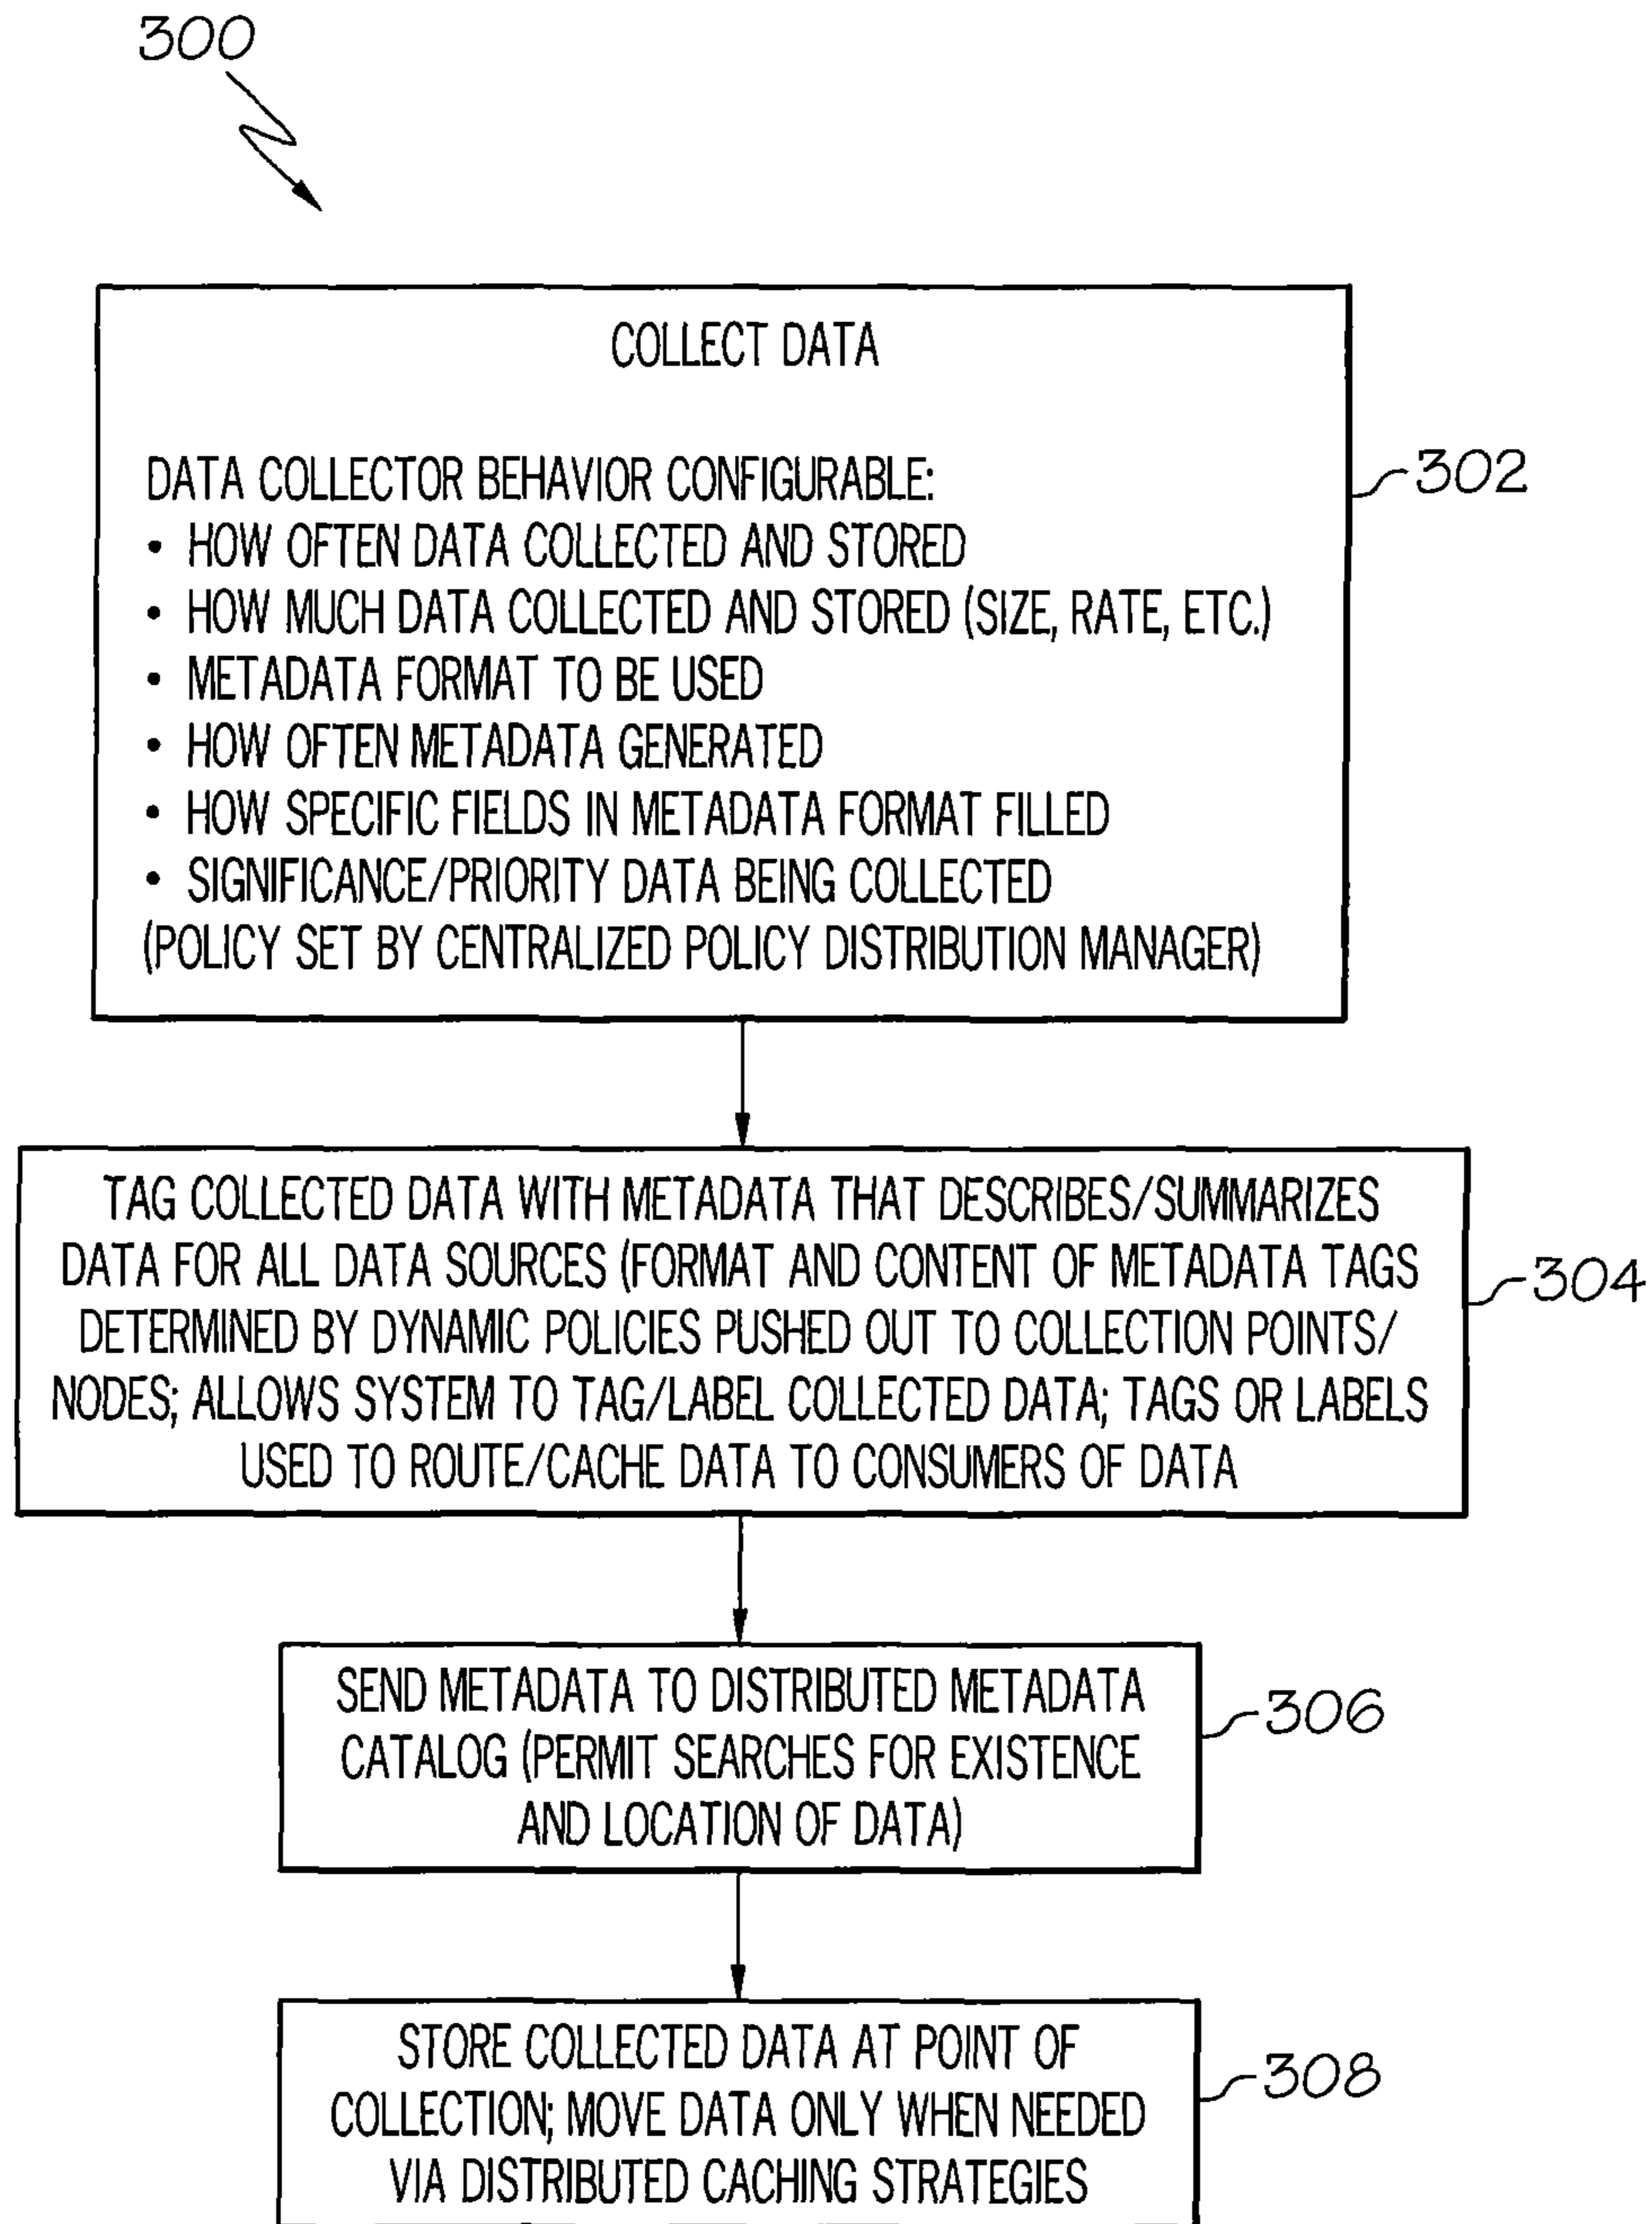 300
COLLECT DATA
DATA COLLECTOR BEHAVIOR CONFIGURABLE:
• HOW OFTEN DATA COLLECTED AND STORED
• HOW MUCH DATA COLLECTED AND STORED (SIZE, RATE, ETC.)
• METADATA FORMAT TO BE USED
• HOW OFTEN METADATA GENERATED
• HOW SPECIFIC FIELDS IN METADATA FORMAT FILLED
• SIGNIFICANCE/PRIORITY DATA BEING COLLECTED
(POLICY SET BY CENTRALIZED POLICY DISTRIBUTION MANAGER)
302
TAG COLLECTED DATA WITH METADATA THAT DESCRIBES/SUMMARIZES
DATA FOR ALL DATA SOURCES (FORMAT AND CONTENT OF METADATA TAGS
DETERMINED BY DYNAMIC POLICIES PUSHED OUT TO COLLECTION POINTS/
NODES; ALLOWS SYSTEM TO TAG/LABEL COLLECTED DATA; TAGS OR LABELS
USED TO ROUTE/CACHE DATA TO CONSUMERS OF DATA
304
SEND METADATA TO DISTRIBUTED METADATA
CATALOG (PERMIT SEARCHES FOR EXISTENCE
AND LOCATION OF DATA)
306
STORE COLLECTED DATA AT POINT OF
COLLECTION; MOVE DATA ONLY WHEN NEEDED
VIA DISTRIBUTED CACHING STRATEGIES
308